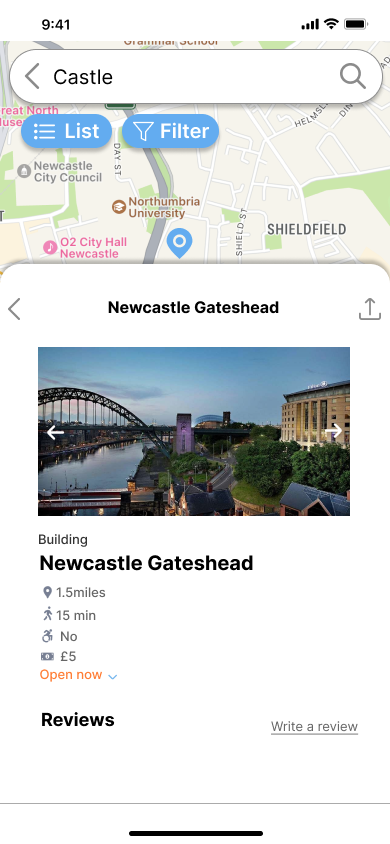 9:41
Grammar School
Castle
reat North
Museu
HELMSL
DIN
List
Filter
DAY ST
Newcastle
City Council
Northumbria
University
SHIELD ST
SHIELDFIELD
O2 City Hall
Newcastle
Newcastle Gateshead
Building
Newcastle Gateshead
1.5miles
15 min
No
£5
Open now
Reviews
Write a review